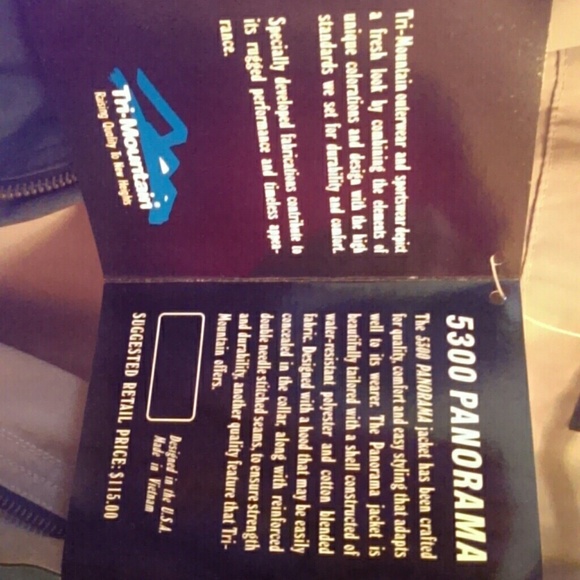 Tri-Mountain outerwear and sportswear depict
a fresh look by combining the elements of
unique colorations and design with the high
standards we set for durability and comfort.
Specially developed fabrications contribute to
its rugged performance and timeless appea-
rance.
Tri-Mountain
Raising Quality To New Heights
5300 PANORAMA
The 5300 PANORAMA jacket has been crafted
for quality, comfort and easy styling that adapts
well to its wearer. The Panorama jacket is
beautifully tailored with a shell constructed of
water-resistant polyester and cotton blended
fabric. Designed with a hood that may be easily
concealed in the collar, along with reinforced
double needle stitched seams, to ensure strength
and durability, another quality feature that Tri-
Mountain offers.
Designed in the U.S.A.
Made in Vietnam
SUGGESTED RETAIL PRICE: $115.00